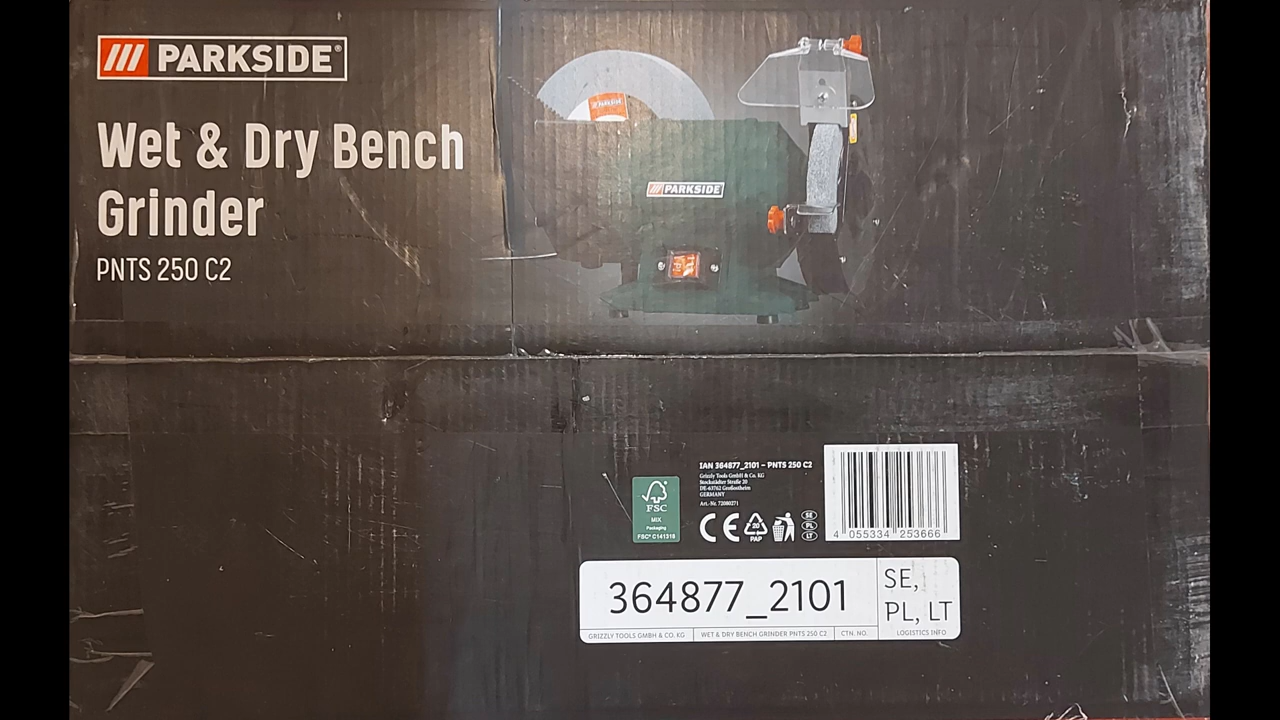 PARKSIDE®
Wet & Dry Bench
Grinder
PNTS 250 C2
PARKSIDE
PARKSIDE
IAN 364877_2101 – PNTS 250 C2
Grizzly Tools GmbH & Co. KG
Stockstädter Straße 20
DE-63762 Großostheim
GERMANY
Art.-Nr. 72080271
FSC
MIX
Packaging
FSC® C141318
CE
20
PAP
SE
PL
LT
4 055334 253666
364877_2101
SE,
PL, LT
GRIZZLY TOOLS GMBH & CO. KG
WET & DRY BENCH GRINDER PNTS 250 C2
CTN. NO.
LOGISTICS INFO